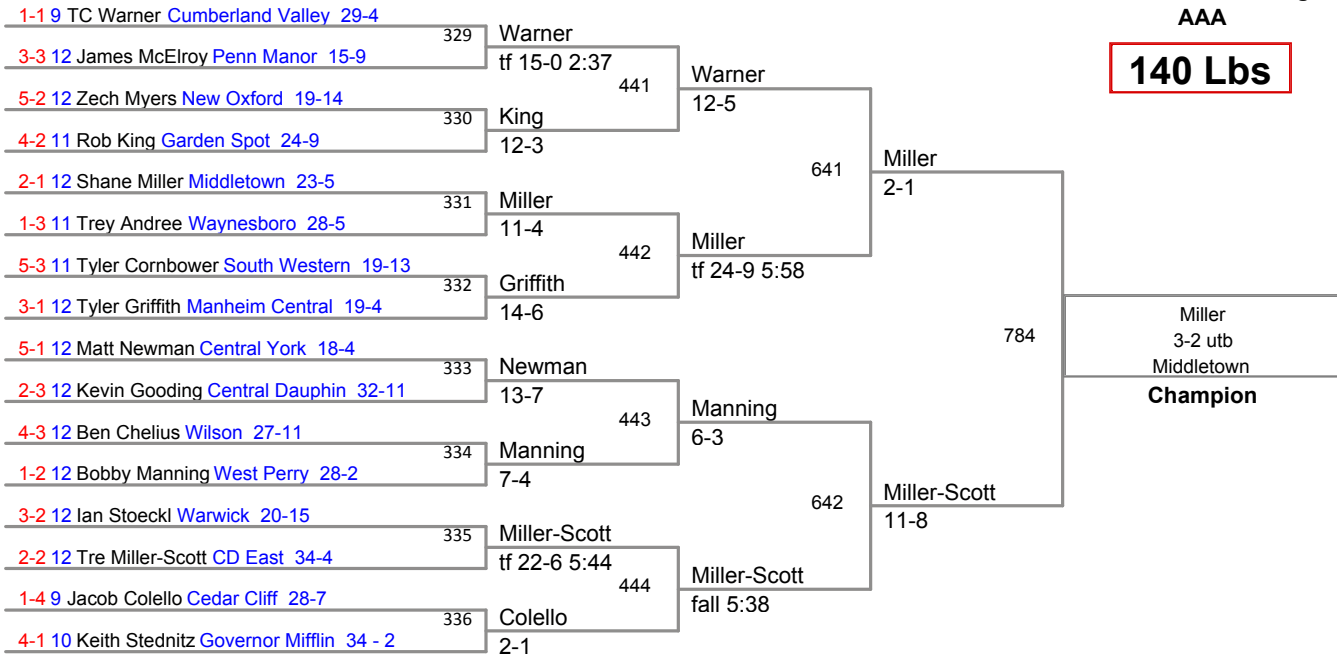 1-1 9 TC Warner Cumberland Valley 29-4
3-3 12 James McElroy Penn Manor 15-9
5-2 12 Zech Myers New Oxford 19-14
4-2 11 Rob King Garden Spot 24-9
2-1 12 Shane Miller Middletown 23-5
1-3 11 Trey Andree Waynesboro 28-5
5-3 11 Tyler Cornbower South Western 19-13
3-1 12 Tyler Griffith Manheim Central 19-4
5-1 12 Matt Newman Central York 18-4
2-3 12 Kevin Gooding Central Dauphin 32-11
4-3 12 Ben Chelius Wilson 27-11
1-2 12 Bobby Manning West Perry 28-2
3-2 12 Ian Stoeckl Warwick 20-15
2-2 12 Tre Miller-Scott CD East 34-4
1-4 9 Jacob Colello Cedar Cliff 28-7
4-1 10 Keith Stednitz Governor Mifflin 34 - 2
329
Warner
tf 15-0 2:37
330
King
12-3
331
Miller
11-4
332
Griffith
14-6
333
Newman
13-7
334
Manning
7-4
335
Miller-Scott
tf 22-6 5:44
336
Colello
2-1
441
Warner
12-5
442
Miller
tf 24-9 5:58
443
Manning
6-3
444
Miller-Scott
fall 5:38
641
Miller
2-1
642
Miller-Scott
11-8
784
Miller
3-2 utb
Middletown
Champion
AAA
140 Lbs